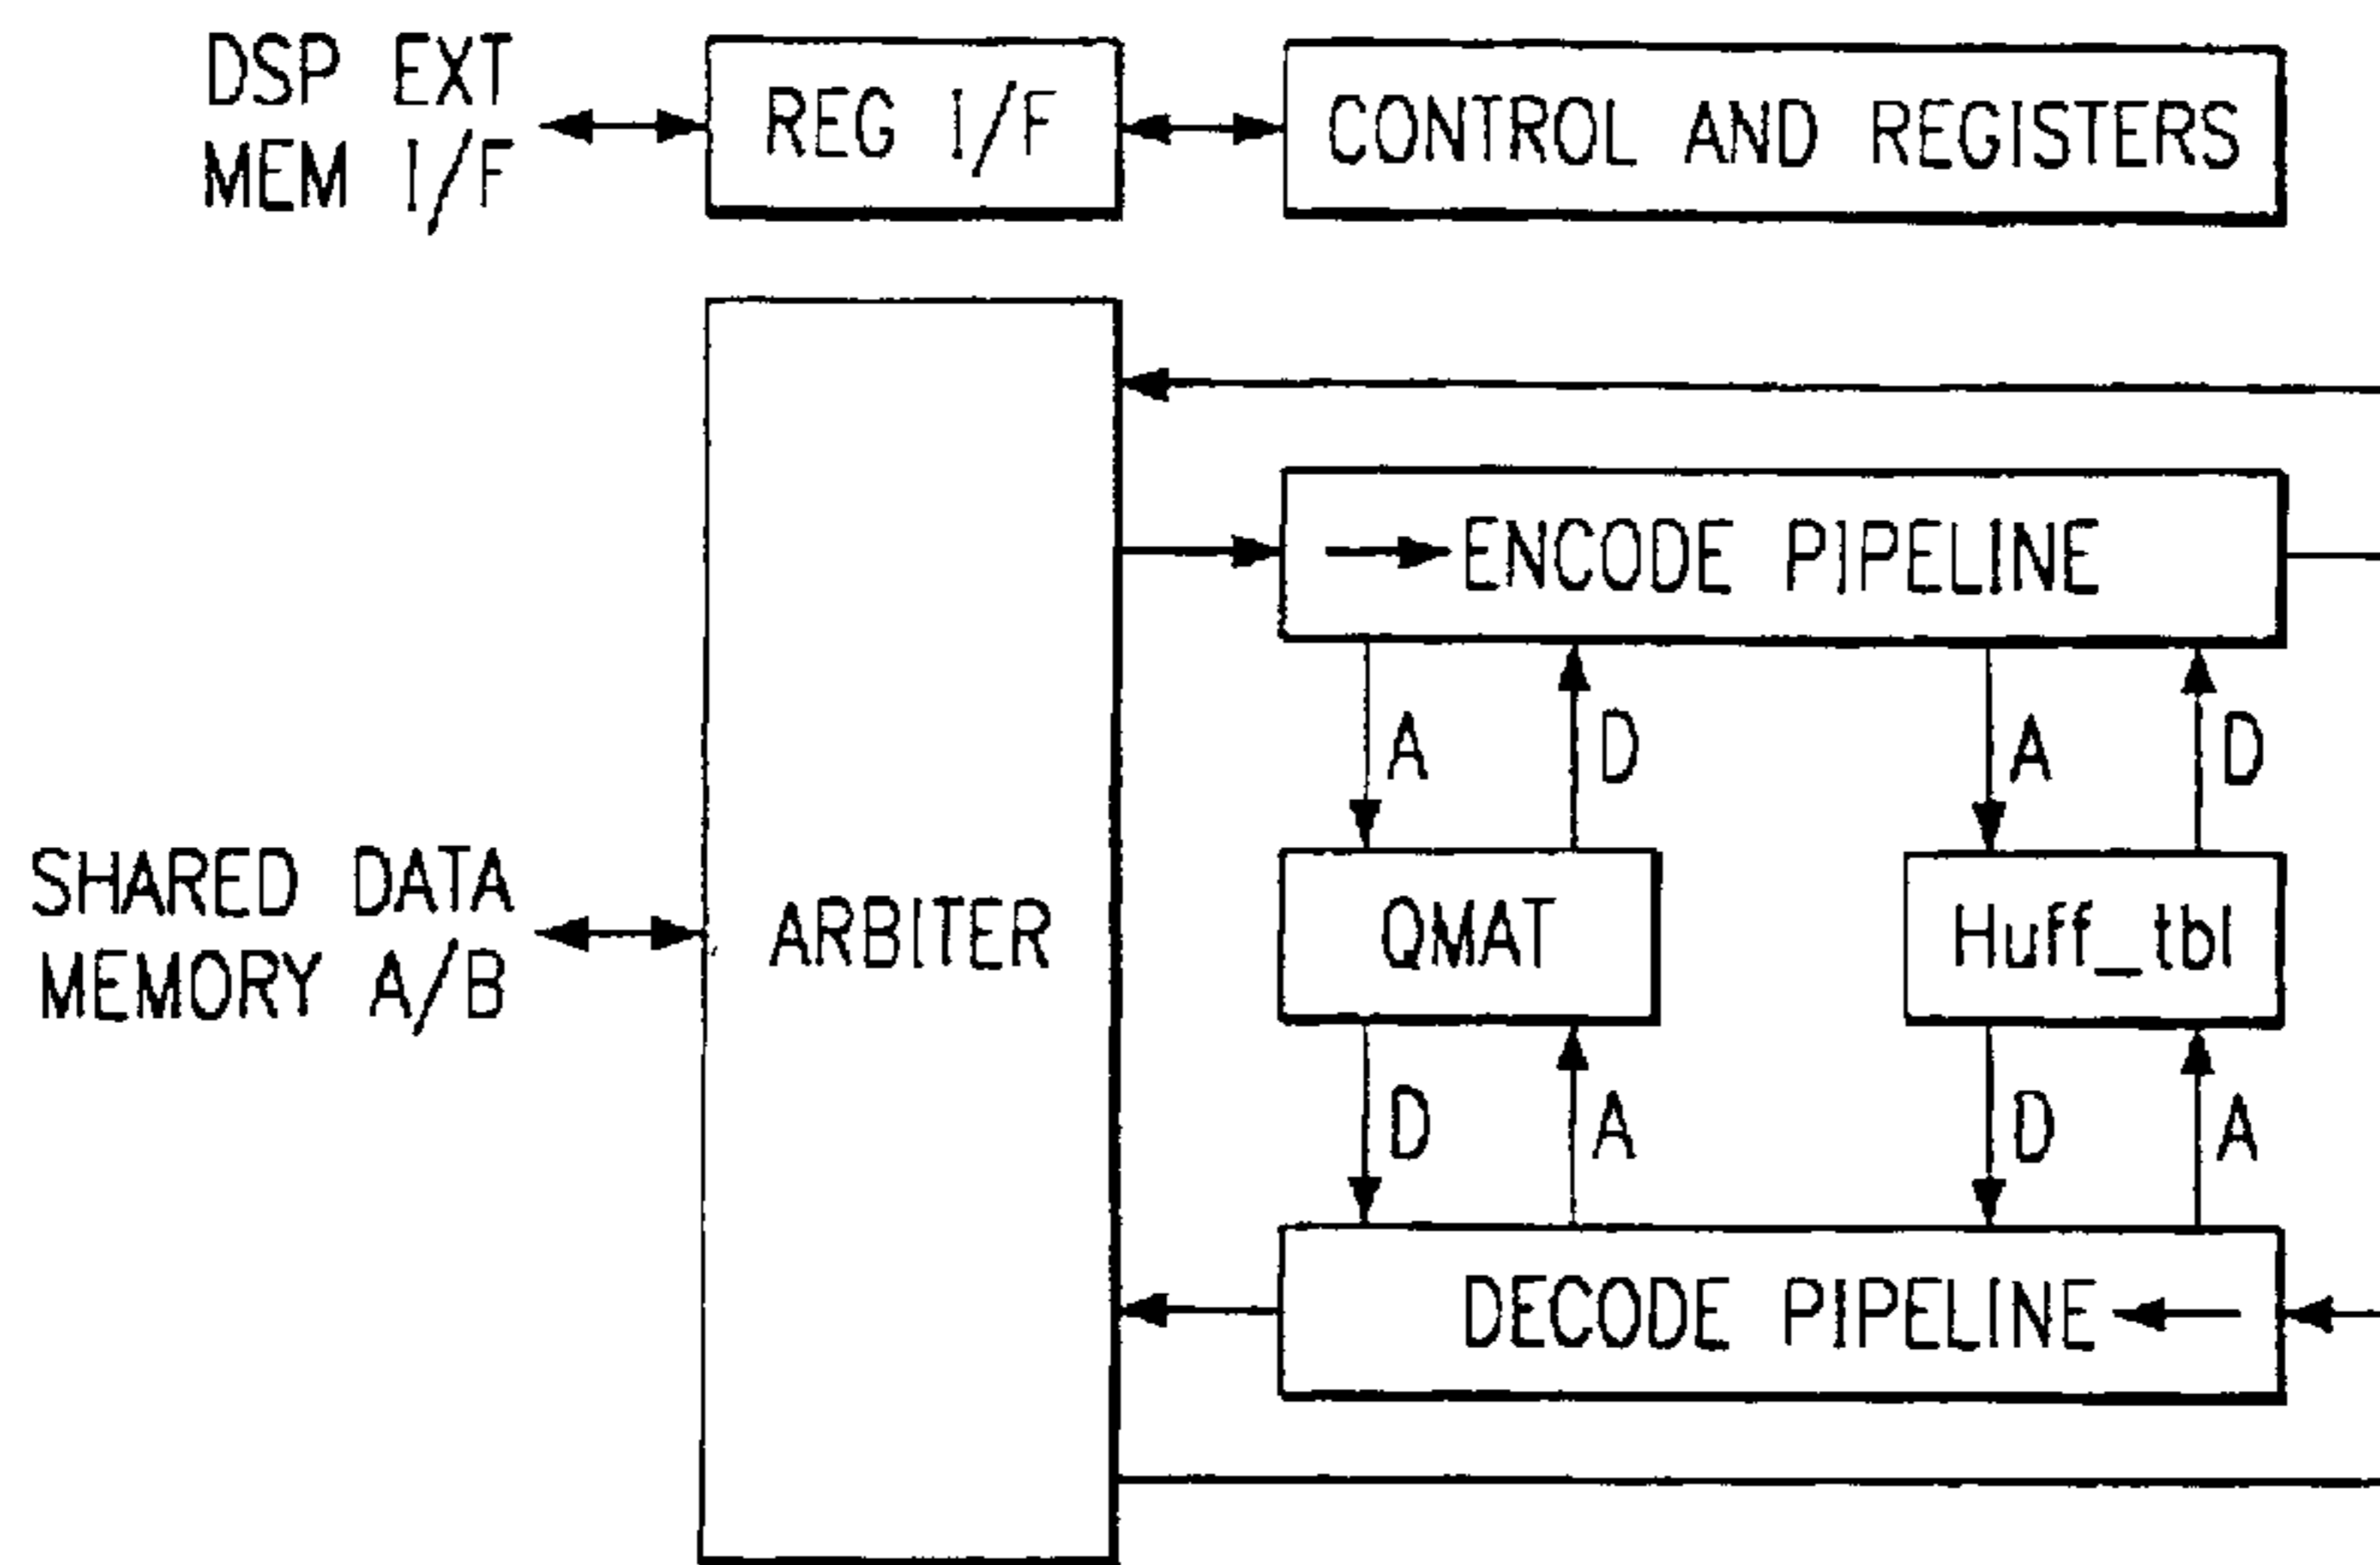 DSP EXT
MEM I/F
REG I/F
CONTROL AND REGISTERS
ENCODE PIPELINE
A
D
A
D
SHARED DATA
MEMORY A/B
ARBITER
QMAT
Huff_tbl
D
A
D
A
DECODE PIPELINE